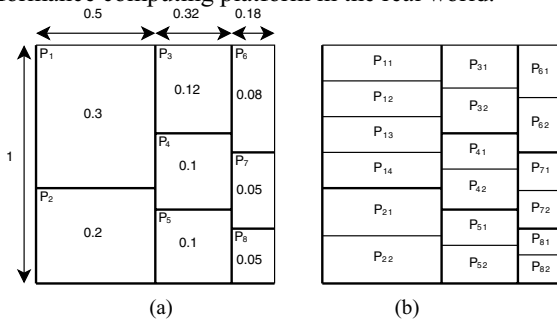 formance computing platform in the real world.
0.5 0.32 0.18
1
P1 0.3
P2 0.2
P3 0.12
P4 0.1
P5 0.1
P6 0.08
P7 0.05
P8 0.05
(a)
P11
P12
P13
P14
P21
P22
P31
P32
P41
P42
P51
P52
P61
P62
P71
P72
P81
P82
(b)